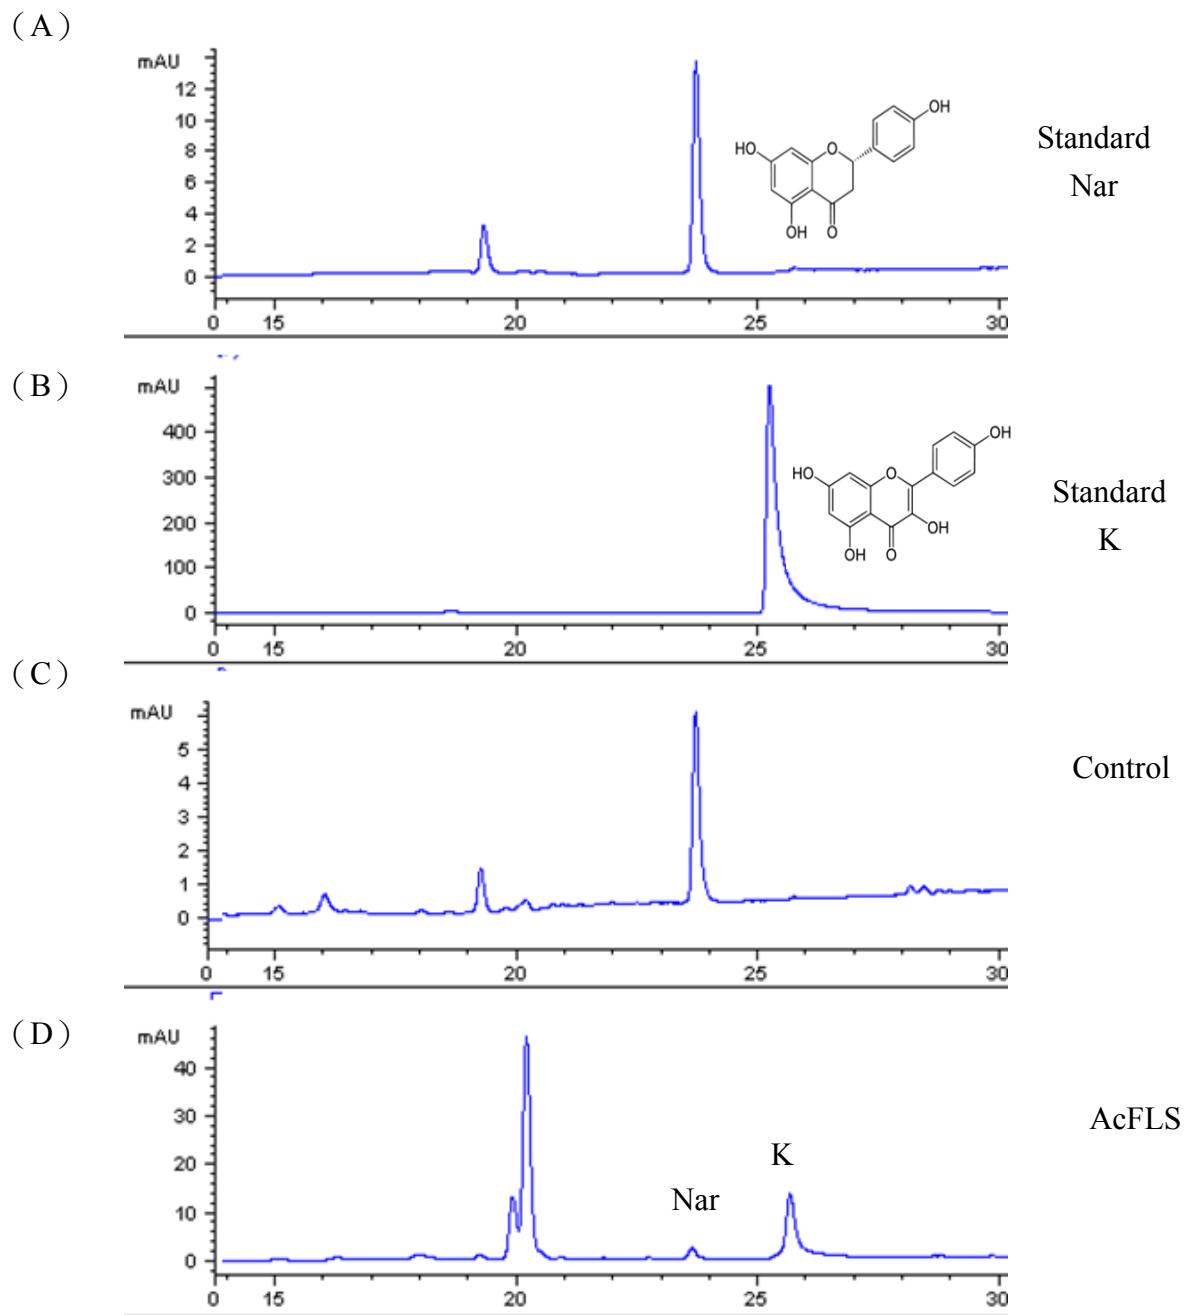 （A）
mAU
12
10
8
6
4
2
0
0 15 20 25 30
HO
O
OH
OH
O
Standard
Nar
（B）
mAU
400
300
200
100
0
0 15 20 25 30
HO
O
OH
OH
OH
O
Standard
K
（C）
mAU
5
4
3
2
1
0
0 15 20 25 30
Control
（D）
mAU
40
30
20
10
0
0 15 20 25 30
Nar
K
AcFLS